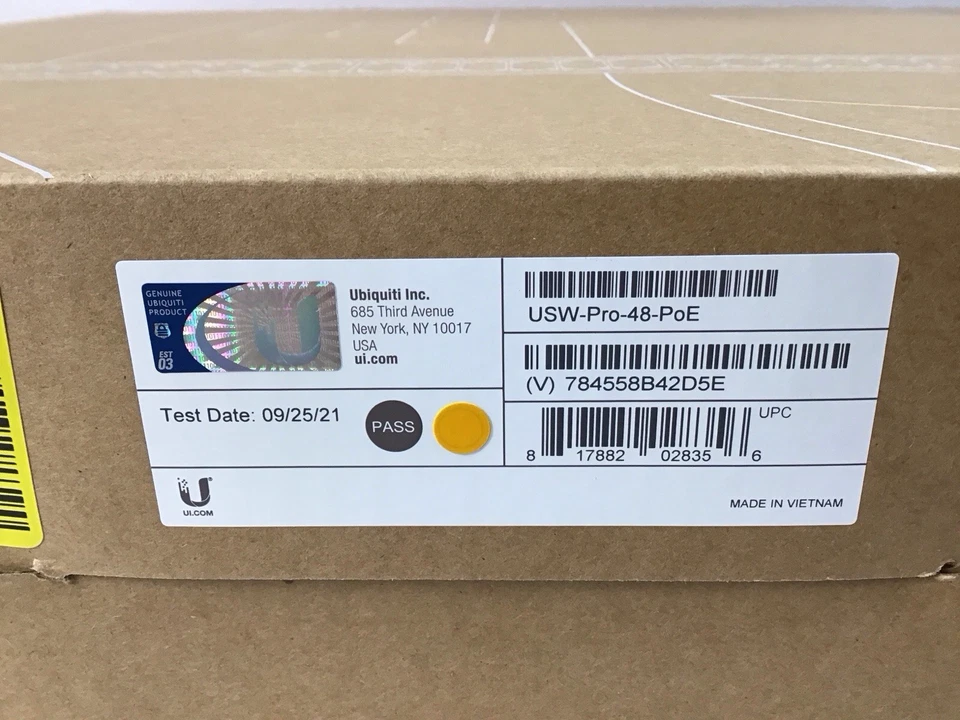 GENUINE
UBIQUITI
PRODUCT
EST
03
Ubiquiti Inc.
685 Third Avenue
New York, NY 10017
USA
ui.com
USW-Pro-48-PoE
(V) 784558B42D5E
Test Date: 09/25/21
PASS
UPC
8 17882 02835 6
UI.COM
MADE IN VIETNAM